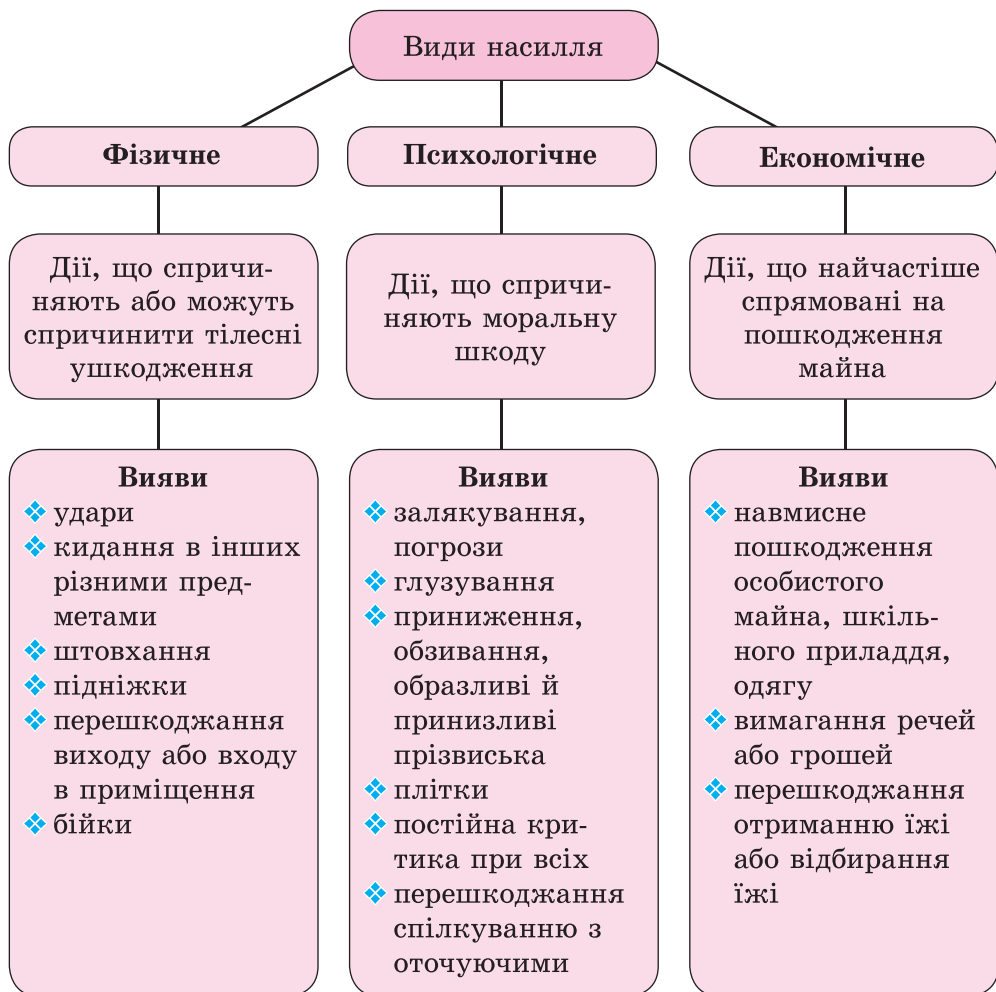 Види насилля
Фізичне
Дії, що спричи-
няють або можуть
спричинити тілесні
ушкодження
Вияви
❖ удари
❖ кидання в інших
різними пред-
метами
❖ штовхання
❖ підніжки
❖ перешкоджання
виходу або входу
в приміщення
❖ бійки
Психологічне
Дії, що спричи-
няють моральну
шкоду
Вияви
❖ залякування,
погрози
❖ глузування
❖ приниження,
обзивання,
образливі й
принизливі
прізвиська
❖ плітки
❖ постійна кри-
тика при всіх
❖ перешкоджання
спілкуванню з
оточуючими
Економічне
Дії, що найчастіше
спрямовані на
пошкодження
майна
Вияви
❖ навмисне
пошкодження
особистого
майна, шкіль-
ного приладдя,
одягу
❖ вимагання речей
або грошей
❖ перешкоджання
отриманню їжі
або відбирання
їжі